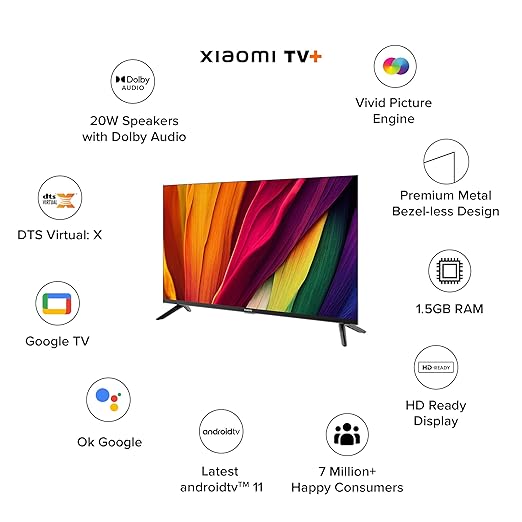 XIAOMI TV+
Dolby
AUDIO
20W Speakers
with Dolby Audio
Vivid Picture
Engine
dts
VIRTUAL X
DTS Virtual: X
Premium Metal
Bezel-less Design
1.5GB RAM
Google TV
HD READY
HD Ready
Display
Ok Google
androidtv
Latest
androidtv™ 11
7 Million+
Happy Consumers